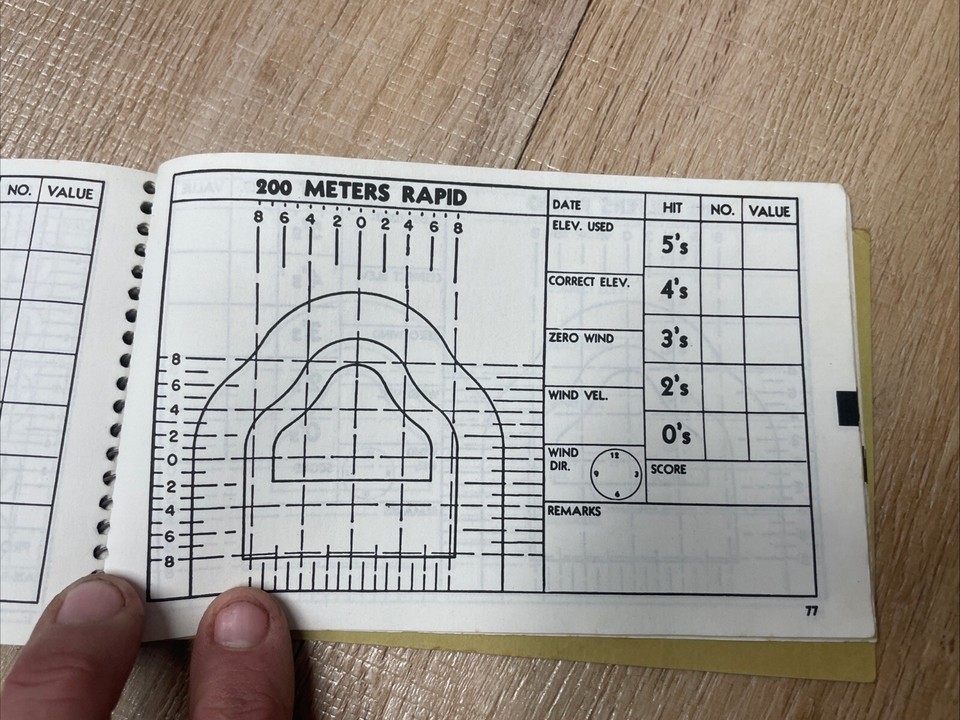 NO. VALUE
200 METERS RAPID
8 6 4 2 0 2 4 6 8
8
6
4
2
0
2
4
6
8
DATE HIT NO. VALUE
ELEV. USED 5's
CORRECT ELEV. 4's
ZERO WIND 3's
WIND VEL. 2's
0's
WIND DIR. 12 3 6 9
SCORE
REMARKS
77